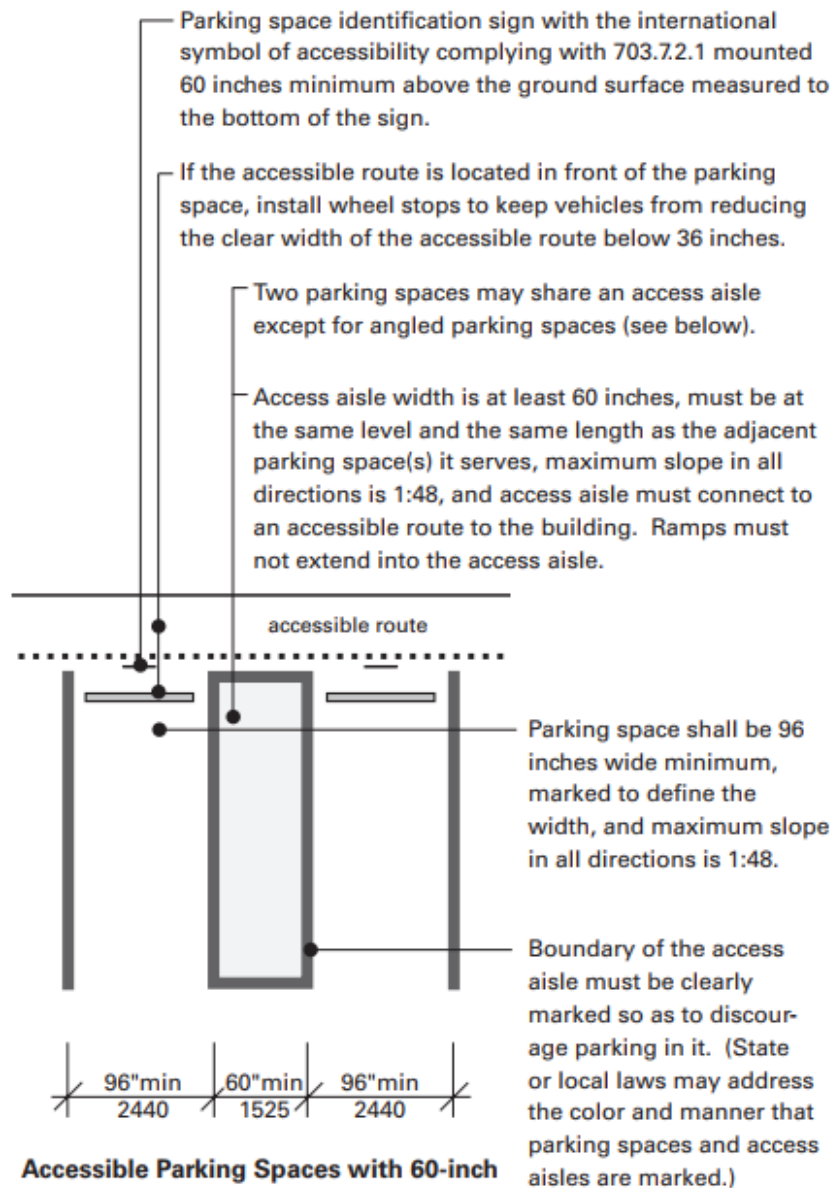 Parking space identification sign with the international
symbol of accessibility complying with 703.7.2.1 mounted
60 inches minimum above the ground surface measured to
the bottom of the sign.
If the accessible route is located in front of the parking
space, install wheel stops to keep vehicles from reducing
the clear width of the accessible route below 36 inches.
Two parking spaces may share an access aisle
except for angled parking spaces (see below).
Access aisle width is at least 60 inches, must be at
the same level and the same length as the adjacent
parking space(s) it serves, maximum slope in all
directions is 1:48, and access aisle must connect to
an accessible route to the building. Ramps must
not extend into the access aisle.
accessible route
Parking space shall be 96
inches wide minimum,
marked to define the
width, and maximum slope
in all directions is 1:48.
Boundary of the access
aisle must be clearly
marked so as to discour-
age parking in it. (State
or local laws may address
the color and manner that
parking spaces and access
aisles are marked.)
96"min 60"min 96"min
2440 1525 2440
Accessible Parking Spaces with 60-inch